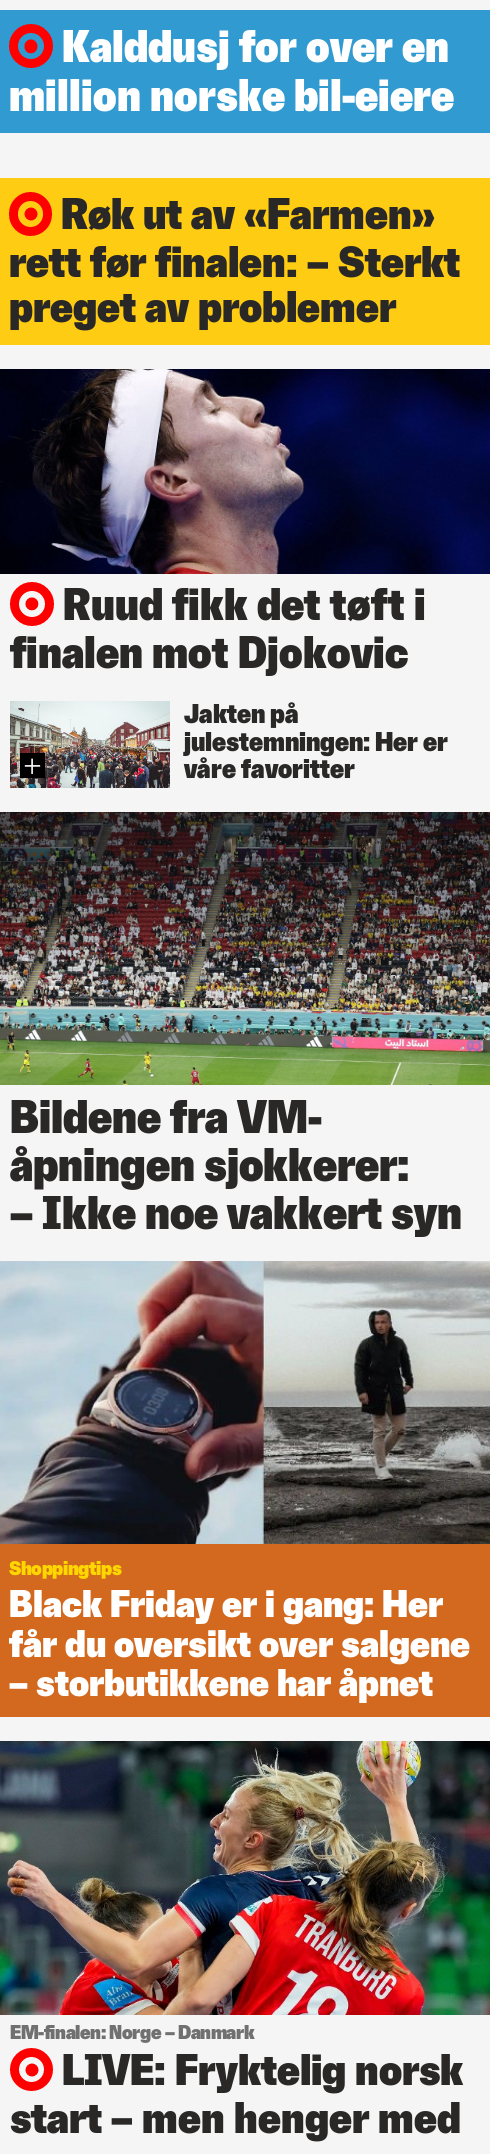 Kalddusj for over en
million norske bil-eiere
Røk ut av «Farmen»
rett før finalen: – Sterkt
preget av problemer
Ruud fikk det tøft i
finalen mot Djokovic
Jakten på
julestemningen: Her er
våre favoritter
استاد البيت
Bildene fra VM-
åpningen sjokkerer:
– Ikke noe vakkert syn
Shoppingtips
Black Friday er i gang: Her
får du oversikt over salgene
– storbutikkene har åpnet
TRANBORG
19
EM-finalen: Norge – Danmark
LIVE: Fryktelig norsk
start – men henger med